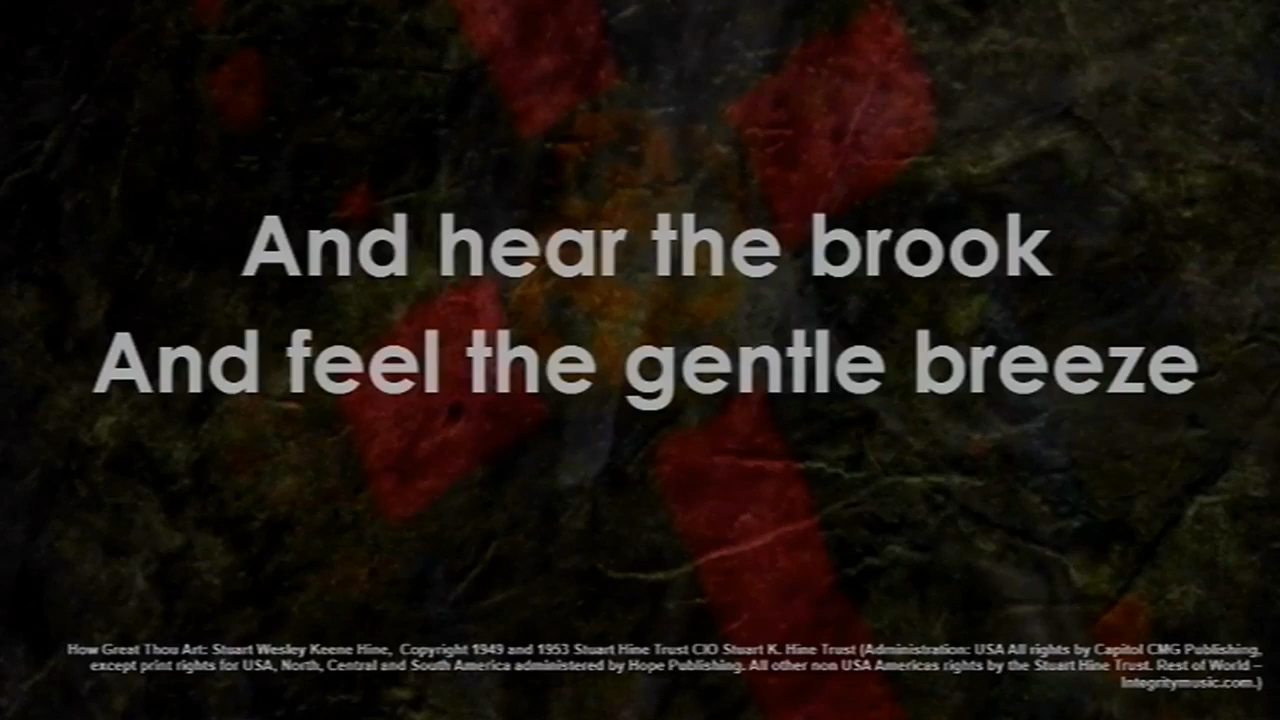 And hear the brook
And feel the gentle breeze
How Great Thou Art: Stuart Wesley Keene Hine, Copyright 1949 and 1953 Stuart Hine Trust CIO Stuart K. Hine Trust (Administration: USA All rights by Capitol CMG Publishing,
except print rights for USA, North, Central and South America administered by Hope Publishing. All other non USA Americas rights by the Stuart Hine Trust. Rest of World –
Integritymusic.com.)